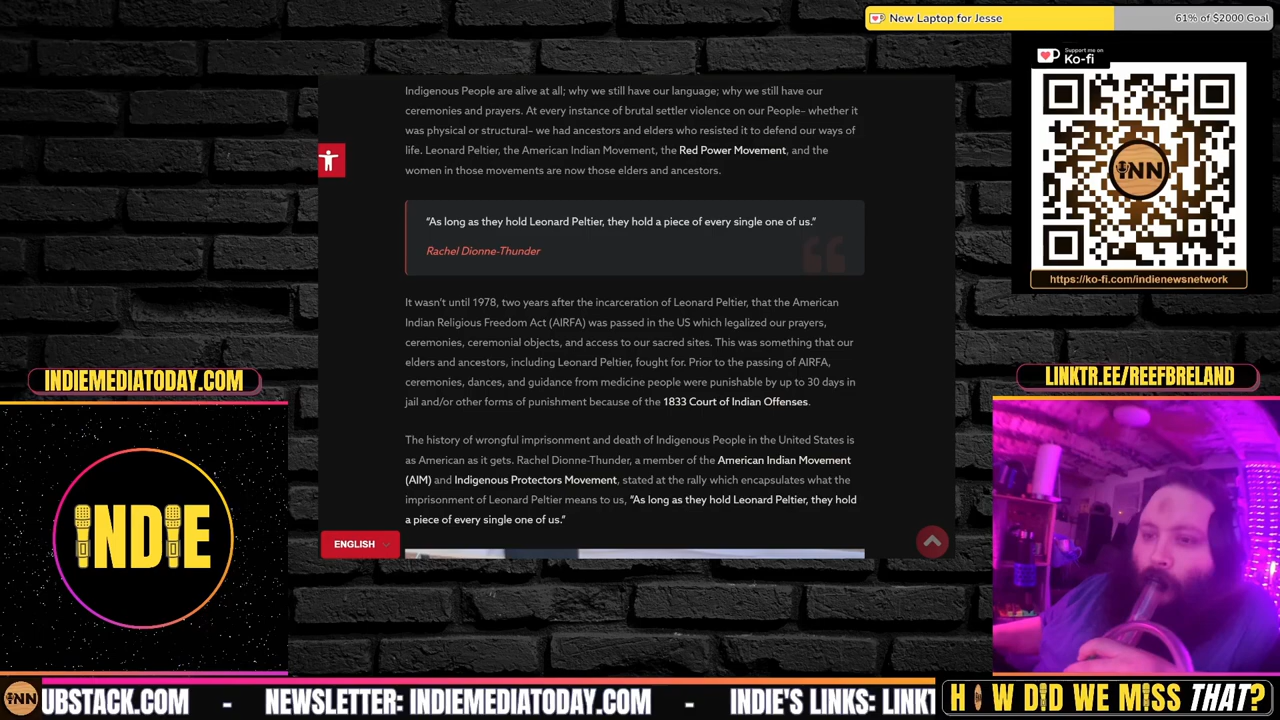 New Laptop for Jesse
61% of $2000 Goal
Support me on
Ko-fi
INN
https://ko-fi.com/indienewsnetwork
Indigenous People are alive at all; why we still have our language; why we still have our
ceremonies and prayers. At every instance of brutal settler violence on our People– whether it
was physical or structural– we had ancestors and elders who resisted it to defend our ways of
life. Leonard Peltier, the American Indian Movement, the Red Power Movement, and the
women in those movements are now those elders and ancestors.
“As long as they hold Leonard Peltier, they hold a piece of every single one of us.”
Rachel Dionne-Thunder
It wasn’t until 1978, two years after the incarceration of Leonard Peltier, that the American
Indian Religious Freedom Act (AIRFA) was passed in the US which legalized our prayers,
ceremonies, ceremonial objects, and access to our sacred sites. This was something that our
elders and ancestors, including Leonard Peltier, fought for. Prior to the passing of AIRFA,
ceremonies, dances, and guidance from medicine people were punishable by up to 30 days in
jail and/or other forms of punishment because of the 1833 Court of Indian Offenses.
The history of wrongful imprisonment and death of Indigenous People in the United States is
as American as it gets. Rachel Dionne-Thunder, a member of the American Indian Movement
(AIM) and Indigenous Protectors Movement, stated at the rally which encapsulates what the
imprisonment of Leonard Peltier means to us, “As long as they hold Leonard Peltier, they hold
a piece of every single one of us.”
ENGLISH
INDIEMEDIATODAY.COM
INDIE
LINKTR.EE/REEFBRELAND
INN
UBSTACK.COM - NEWSLETTER: INDIEMEDIATODAY.COM - INDIE'S LINKS: LINKT
HOW DID WE MISS THAT?